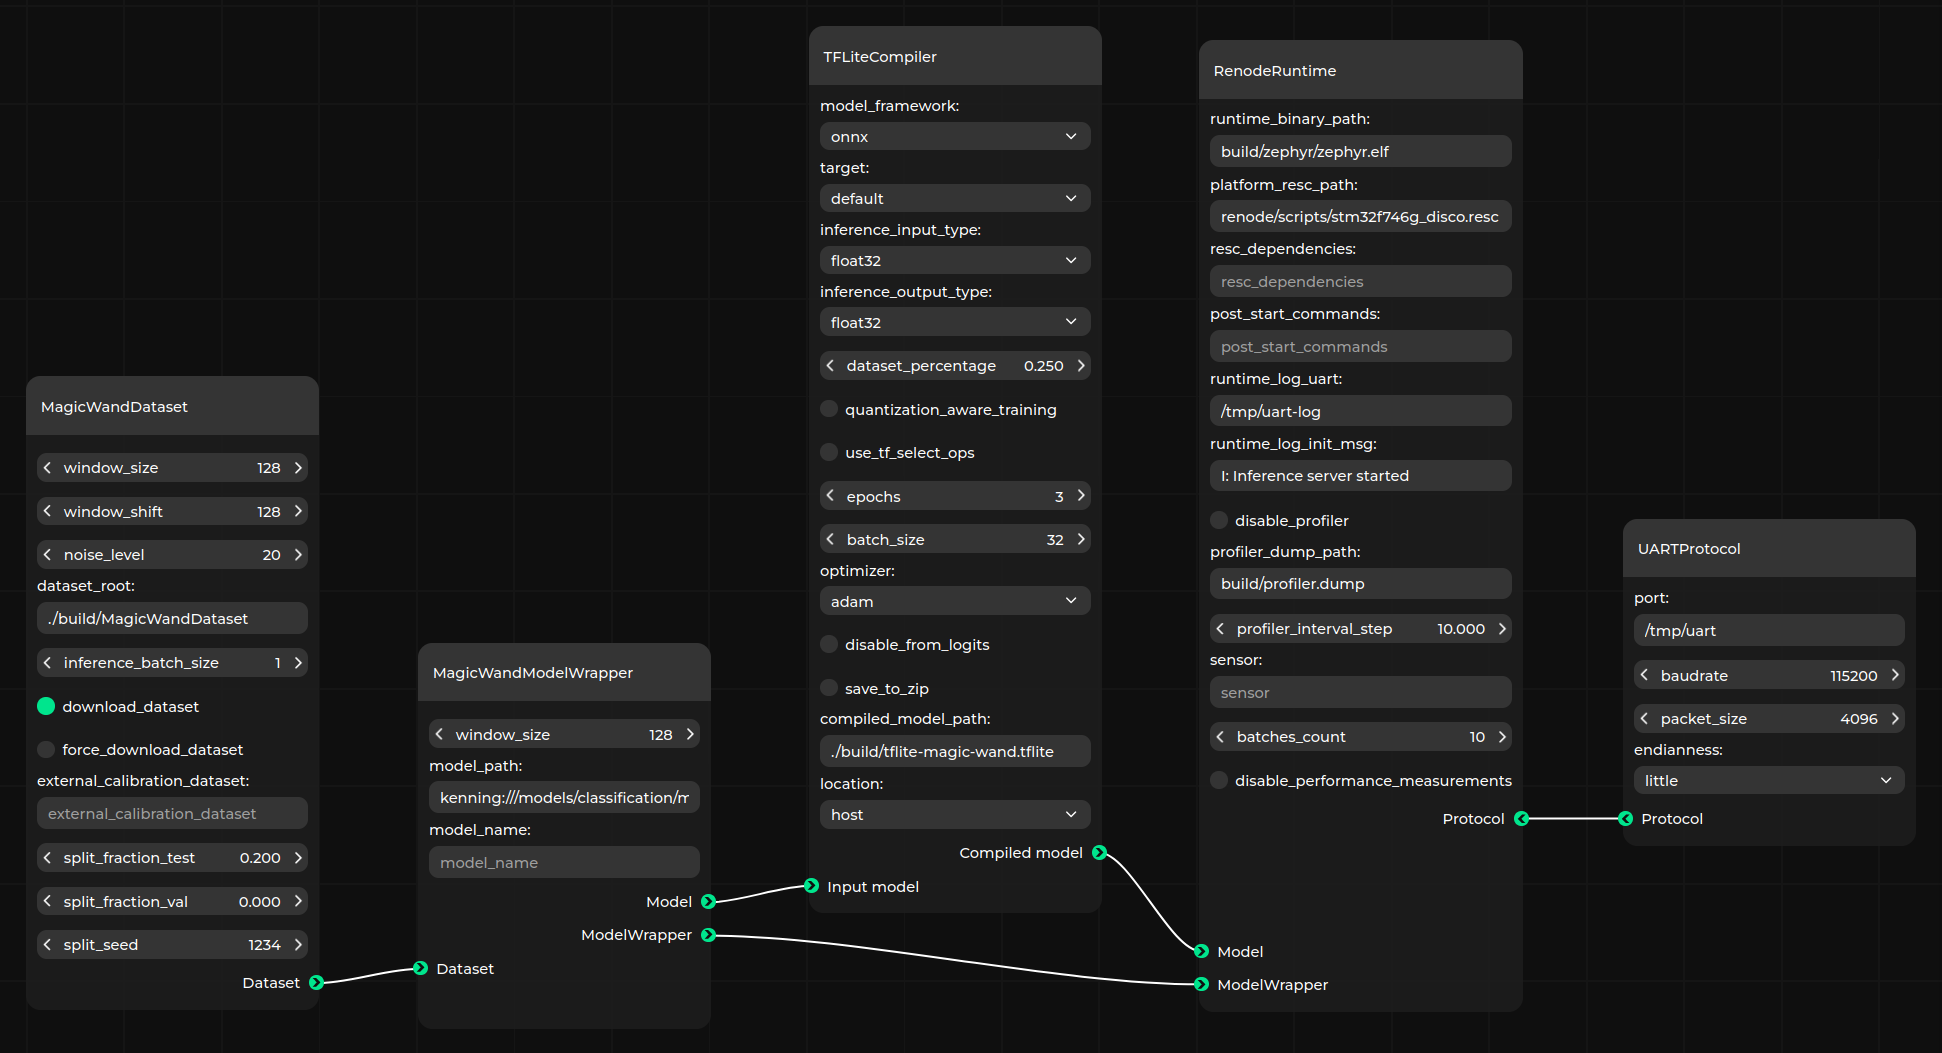 MagicWandDataset
window_size 128
window_shift 128
noise_level 20
dataset_root:
./build/MagicWandDataset
inference_batch_size 1
download_dataset
force_download_dataset
external_calibration_dataset:
external_calibration_dataset
split_fraction_test 0.200
split_fraction_val 0.000
split_seed 1234
Dataset
MagicWandModelWrapper
window_size 128
model_path:
kenning:///models/classification/m
model_name:
model_name
Model
ModelWrapper
Dataset
TFLiteCompiler
model_framework:
onnx
target:
default
inference_input_type:
float32
inference_output_type:
float32
dataset_percentage 0.250
quantization_aware_training
use_tf_select_ops
epochs 3
batch_size 32
optimizer:
adam
disable_from_logits
save_to_zip
compiled_model_path:
./build/tflite-magic-wand.tflite
location:
host
Compiled model
Input model
RenodeRuntime
runtime_binary_path:
build/zephyr/zephyr.elf
platform_resc_path:
renode/scripts/stm32f746g_disco.resc
resc_dependencies:
resc_dependencies
post_start_commands:
post_start_commands
runtime_log_uart:
/tmp/uart-log
runtime_log_init_msg:
I: Inference server started
disable_profiler
profiler_dump_path:
build/profiler.dump
profiler_interval_step 10.000
sensor:
sensor
batches_count 10
disable_performance_measurements
Protocol
Model
ModelWrapper
UARTProtocol
port:
/tmp/uart
baudrate 115200
packet_size 4096
endianness:
little
Protocol